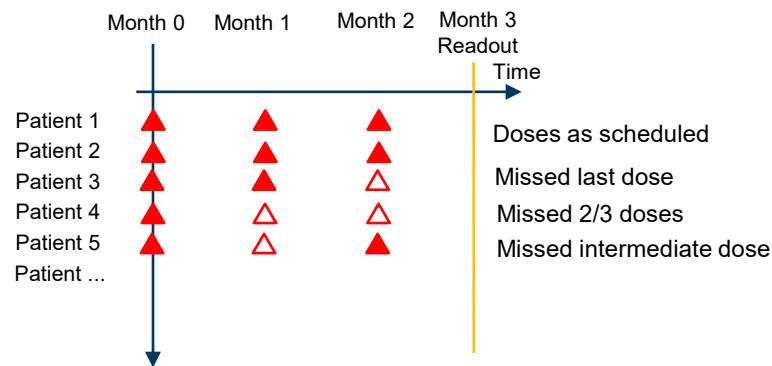 Month 0 Month 1 Month 2 Month 3
Readout
Time
Patient 1
Doses as scheduled
Patient 2
Patient 3 Missed last dose
Patient 4 Missed 2/3 doses
Patient 5 Missed intermediate dose
Patient ...